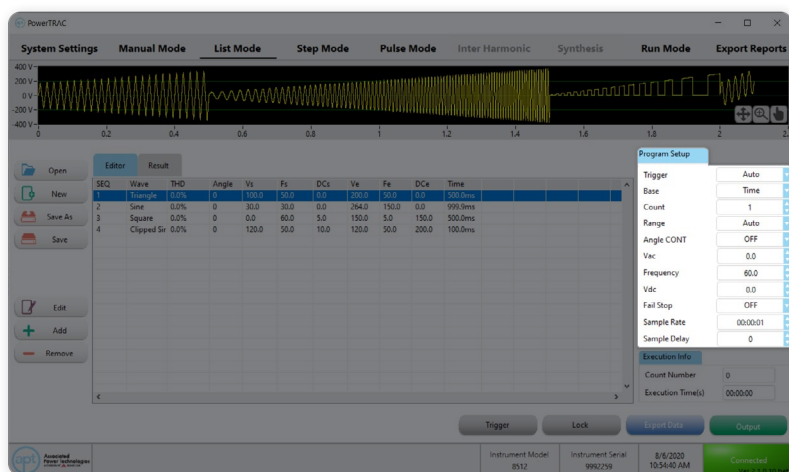 PowerTRAC
System Settings Manual Mode List Mode Step Mode Pulse Mode Inter Harmonic Synthesis Run Mode Export Reports
400 V
200 V
0 V
-200 V
-400 V
0 0.2 0.4 0.6 0.8 1 1.2 1.4 1.6 1.8 2 2.
Open
New
Save As
Save
Edit
Add
Remove
Editor Result
SEQ Wave THD Angle Vs Fs DCs Ve Fe DCe Time
1 Triangle 0.0% 0 100.0 50.0 0.0 200.0 50.0 0.0 500.0ms
2 Sine 0.0% 0 30.0 30.0 0.0 264.0 150.0 0.0 999.9ms
3 Square 0.0% 0 0.0 60.0 5.0 150.0 5.0 150.0 500.0ms
4 Clipped Sir 0.0% 0 120.0 50.0 10.0 120.0 50.0 200.0 100.0ms
Program Setup
Trigger Auto
Base Time
Count 1
Range Auto
Angle CONT OFF
Vac 0.0
Frequency 60.0
Vdc 0.0
Fail Stop OFF
Sample Rate 00:00:01
Sample Delay 0
Execution Info
Count Number 0
Execution Time(s) 00:00:00
Trigger Lock Export Data Output
apt Associated
Power Technologies
Instrument Model
8512
Instrument Serial
9992259
8/6/2020
10:54:40 AM
Connected